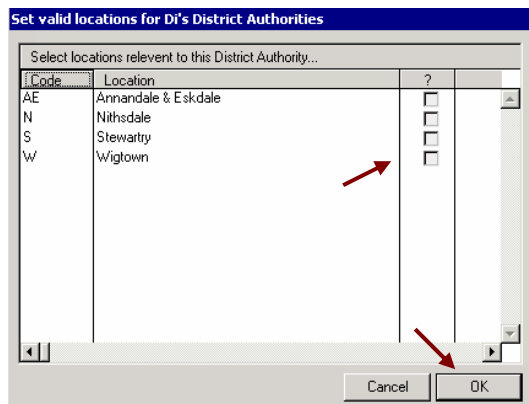 Set valid locations for Di's District Authorities
Select locations relevent to this District Authority...
Code Location ?
AE Annandale & Eskdale
N Nithsdale
S Stewartry
W Wigtown
Cancel OK